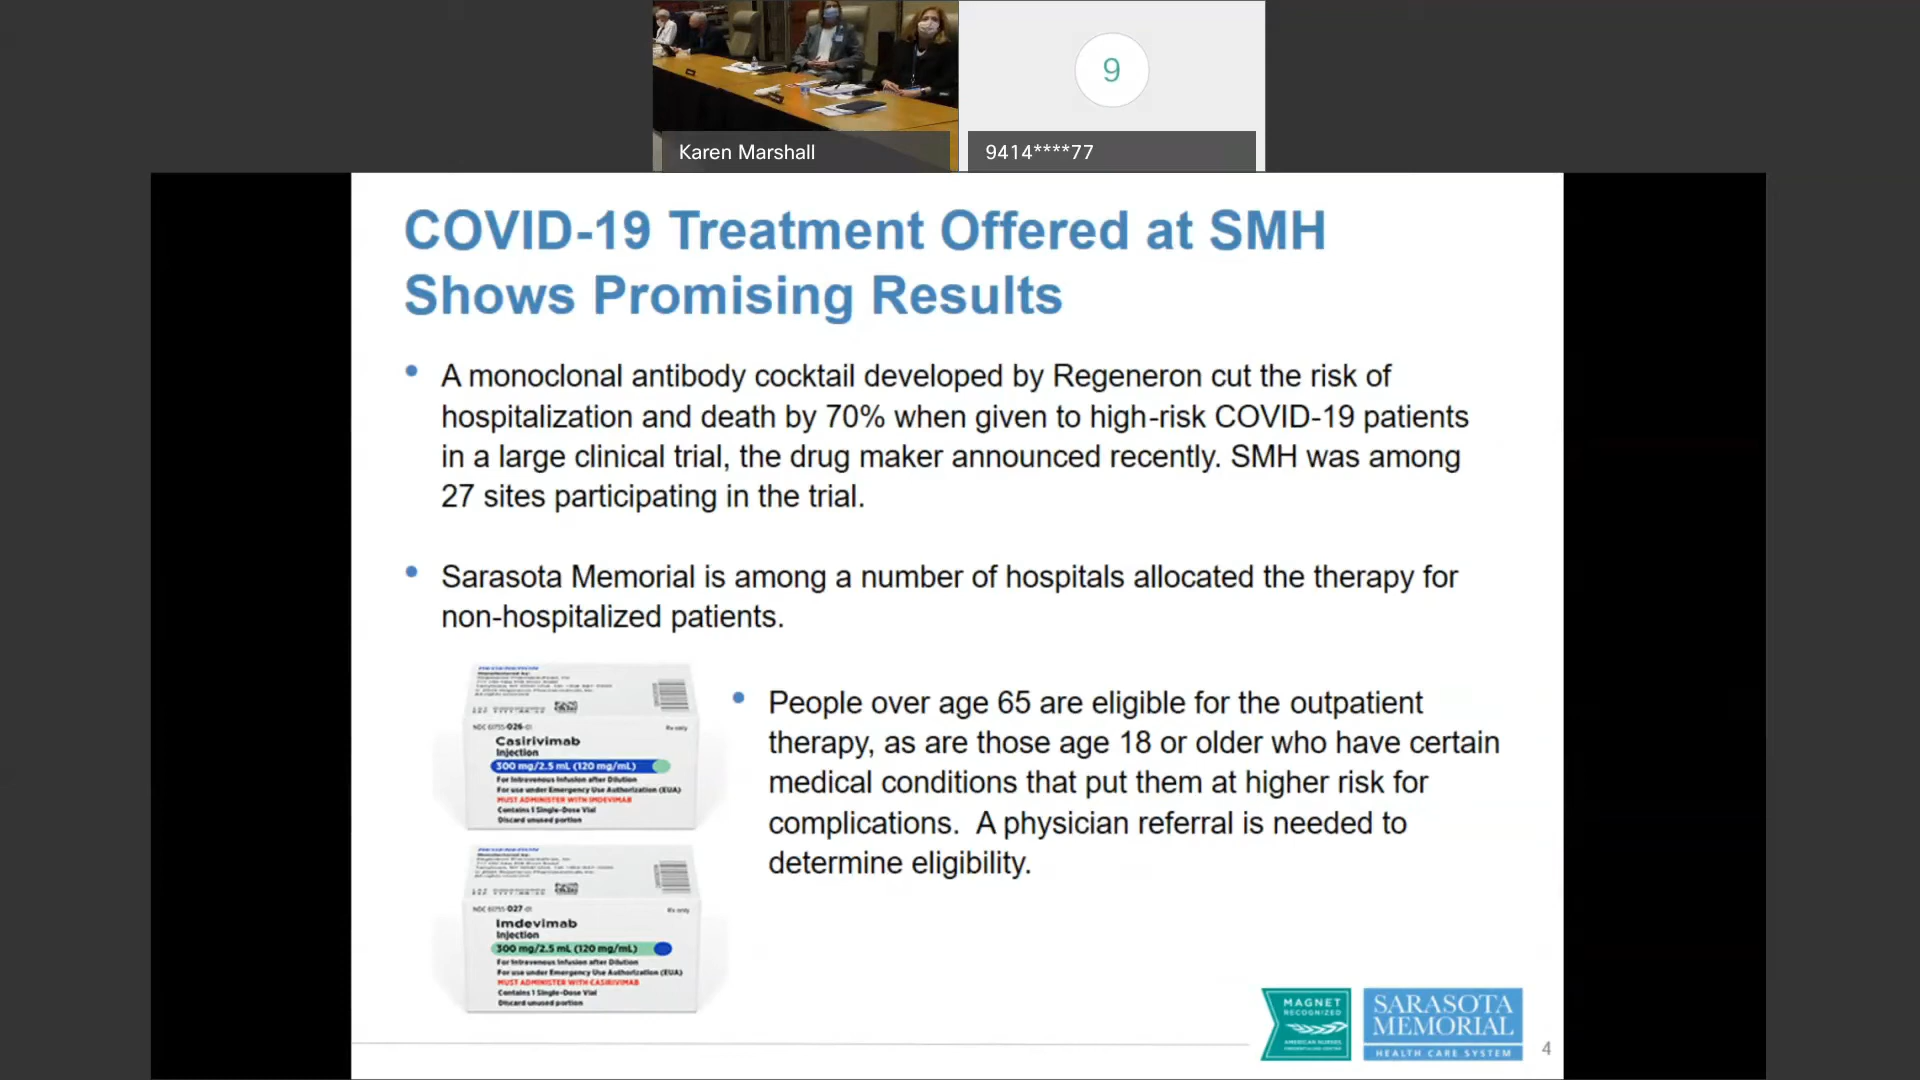 9
Karen Marshall
9414****77
COVID-19 Treatment Offered at SMH
Shows Promising Results
• A monoclonal antibody cocktail developed by Regeneron cut the risk of
hospitalization and death by 70% when given to high-risk COVID-19 patients
in a large clinical trial, the drug maker announced recently. SMH was among
27 sites participating in the trial.
• Sarasota Memorial is among a number of hospitals allocated the therapy for
non-hospitalized patients.
Casirivimab
Injection
300 mg/2.5 mL (120 mg/mL)
For Intravenous Infusion after Dilution
For use under Emergency Use Authorization (EUA)
MUST ADMINISTER WITH IMDEVIMAB
Contains 1 Single-Dose Vial
Discard unused portion
Rx only
Imdevimab
Injection
300 mg/2.5 mL (120 mg/mL)
For Intravenous Infusion after Dilution
For use under Emergency Use Authorization (EUA)
MUST ADMINISTER WITH CASIRIVIMAB
Contains 1 Single-Dose Vial
Discard unused portion
Rx only
• People over age 65 are eligible for the outpatient
therapy, as are those age 18 or older who have certain
medical conditions that put them at higher risk for
complications. A physician referral is needed to
determine eligibility.
MAGNET
RECOGNIZED
AMERICAN NURSES
SARASOTA
MEMORIAL
HEALTH CARE SYSTEM
4